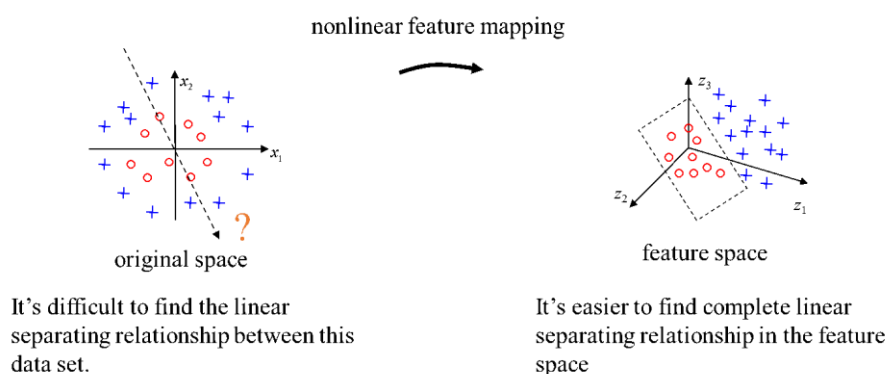 nonlinear feature mapping
x2
x1
?
original space
z3
z2
z1
feature space
It's difficult to find the linear
separating relationship between this
data set.
It's easier to find complete linear
separating relationship in the feature
space